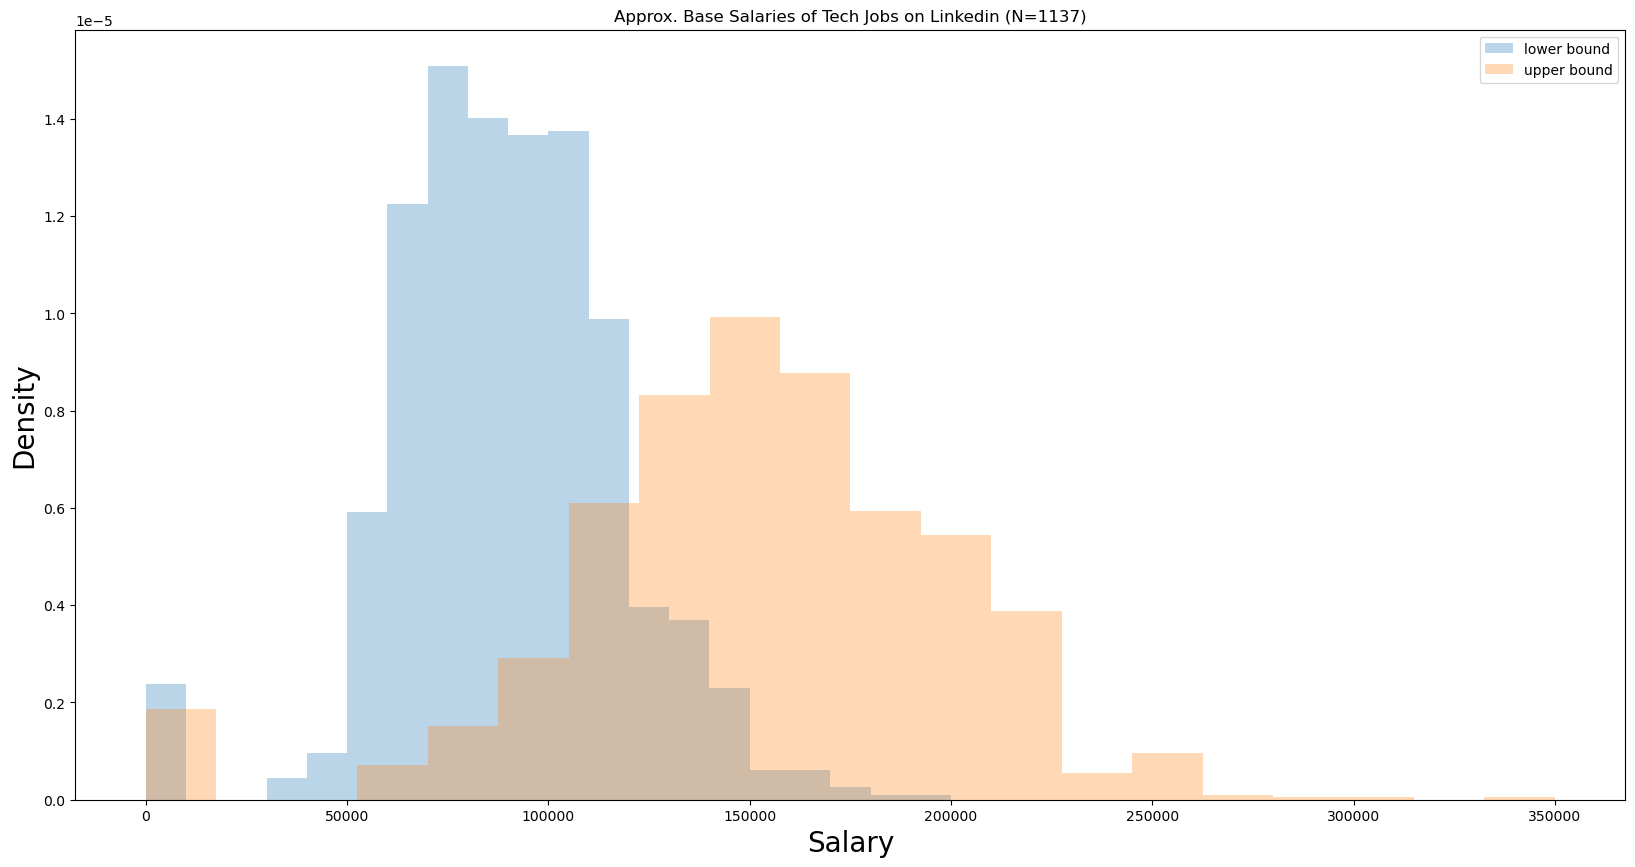 Approx. Base Salaries of Tech Jobs on Linkedin (N=1137)
1e−5
lower bound
upper bound
1.4
1.2
1.0
0.8
0.6
0.4
0.2
0.0
Density
0 50000 100000 150000 200000 250000 300000 350000
Salary